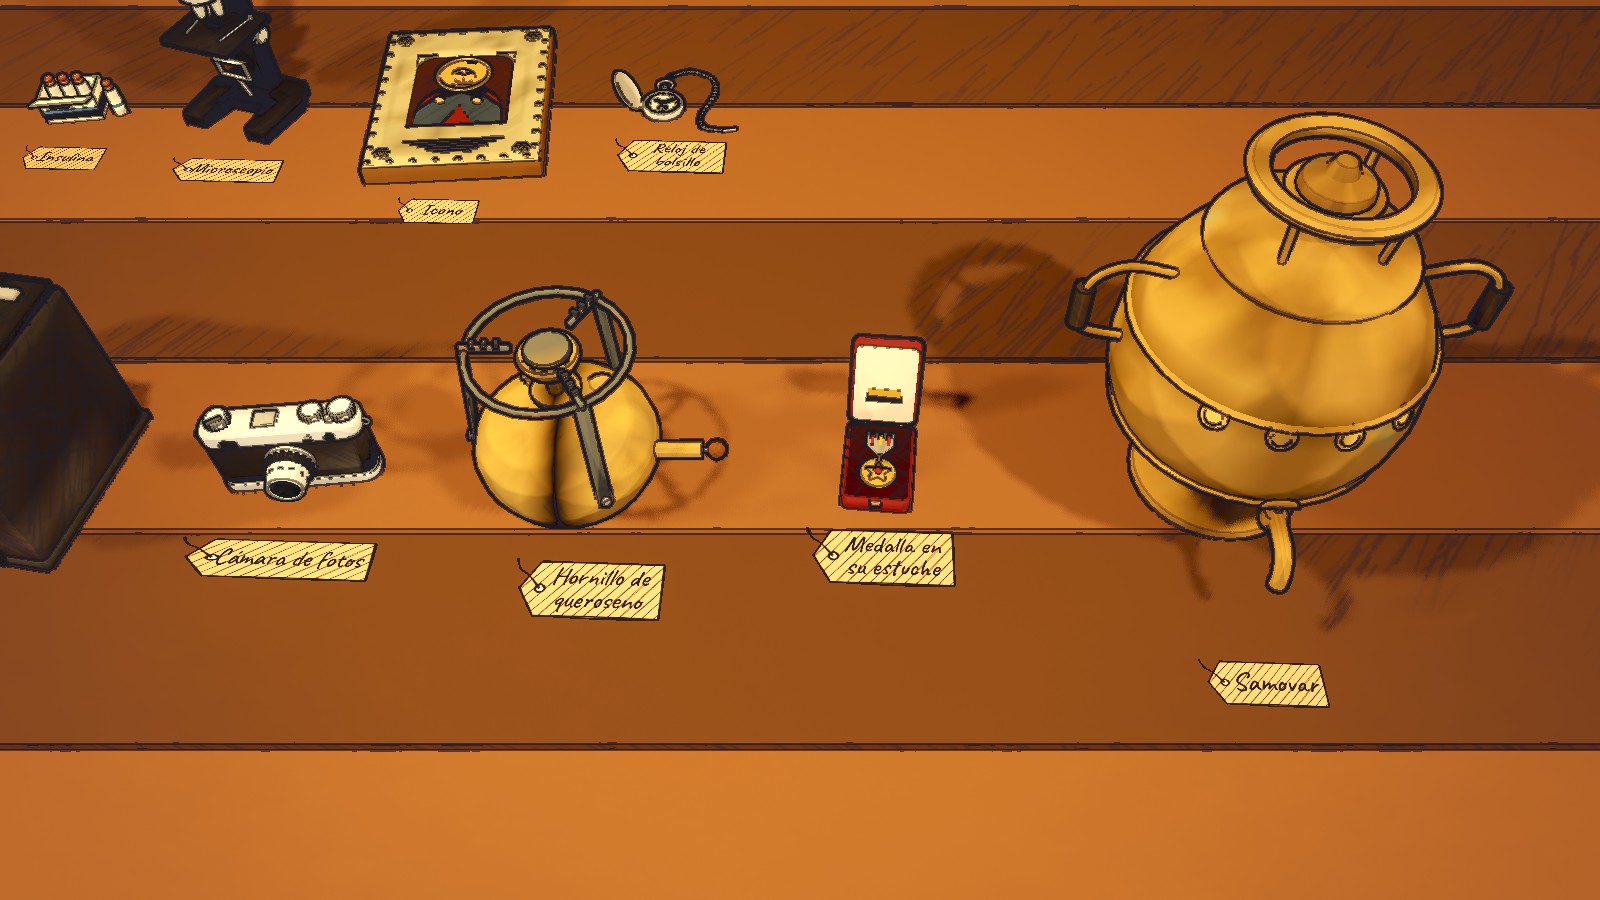 Insulina
Microscopio
Icono
Reloj de
bolsillo
Cámara de fotos
Hornillo de
queroseno
Medalla en
su estuche
Samovar